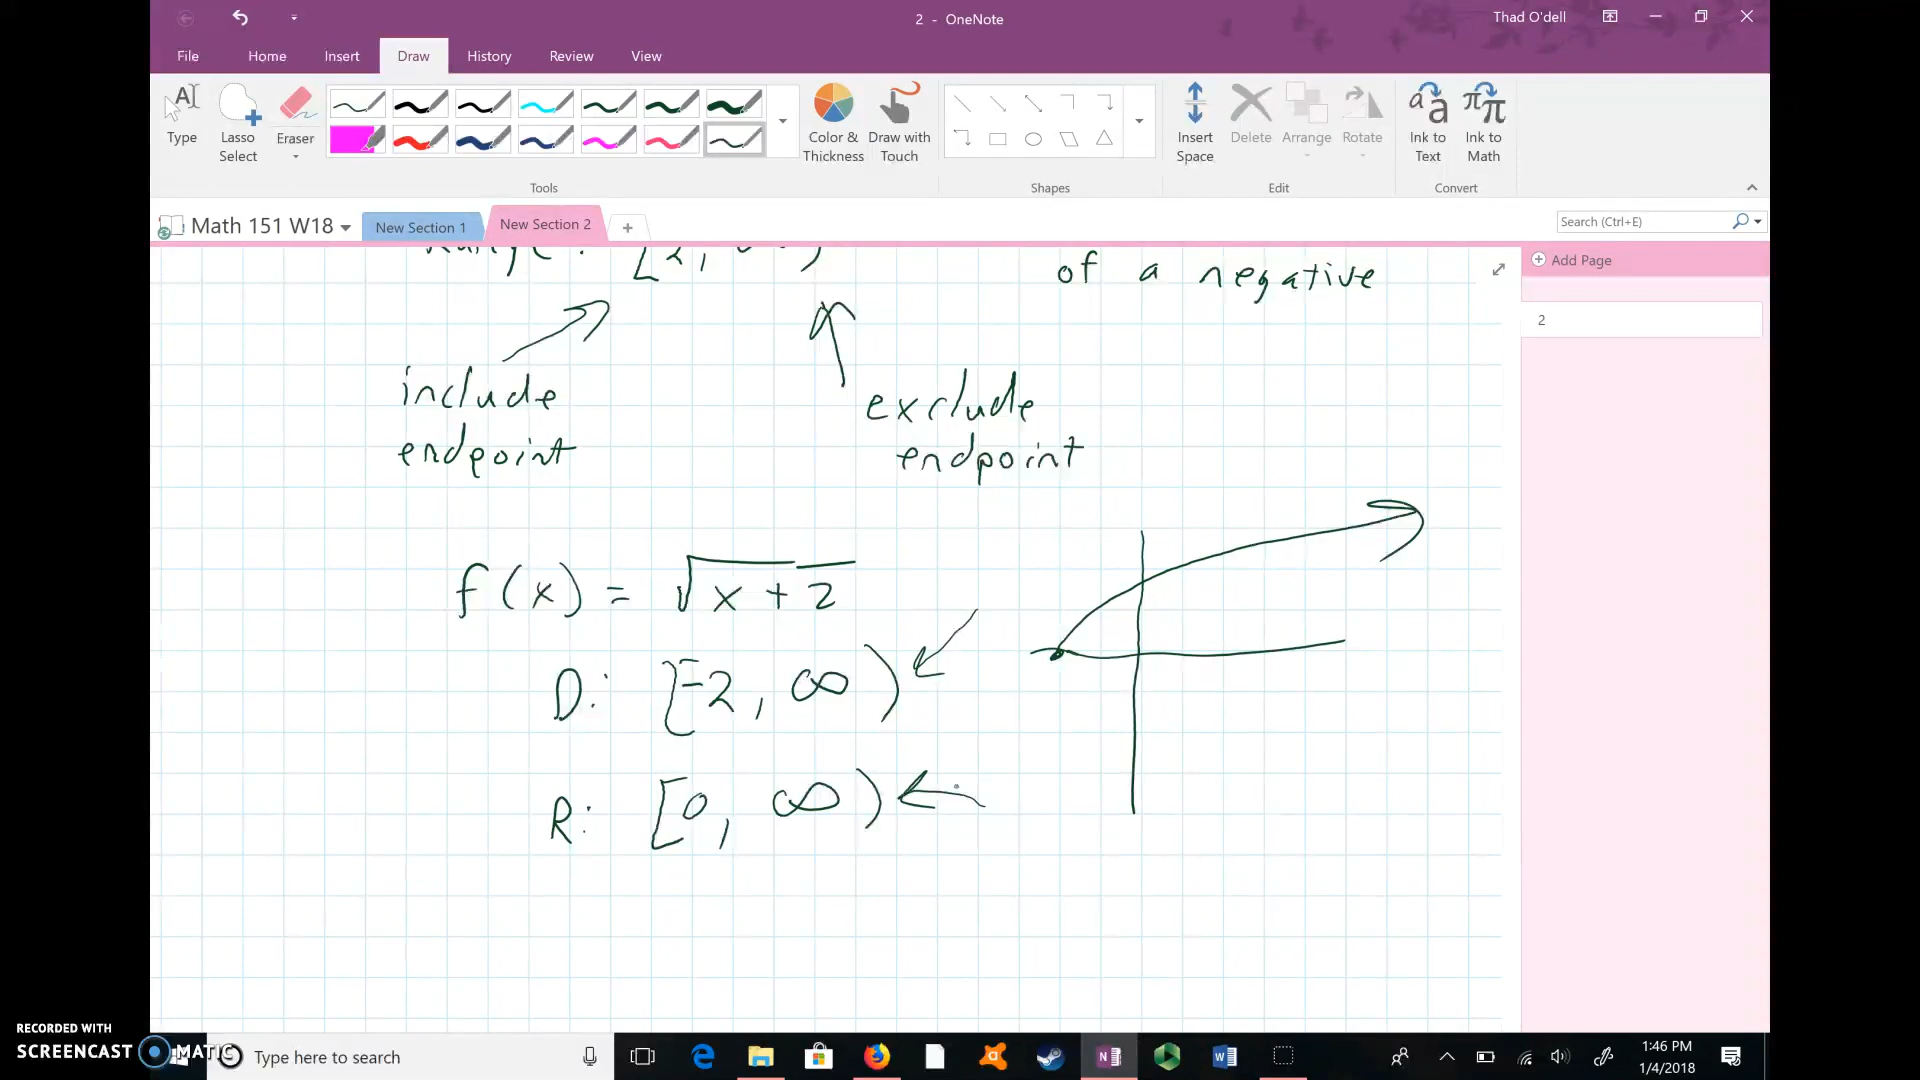 2 - OneNote
Thad O'dell
File Home Insert Draw History Review View
Type
Lasso Select
Eraser
Color & Thickness
Draw with Touch
Insert Space
Delete
Arrange
Rotate
Ink to Text
Ink to Math
Tools
Shapes
Edit
Convert
Math 151 W18
New Section 1
New Section 2
Search (Ctrl+E)
Add Page
2
Range: [2, ∞)
of a negative
include
endpoint
exclude
endpoint
f(x) = √x+2
D: [-2, ∞)
R: [0, ∞)
RECORDED WITH
SCREENCAST MATIC
Type here to search
1:46 PM
1/4/2018